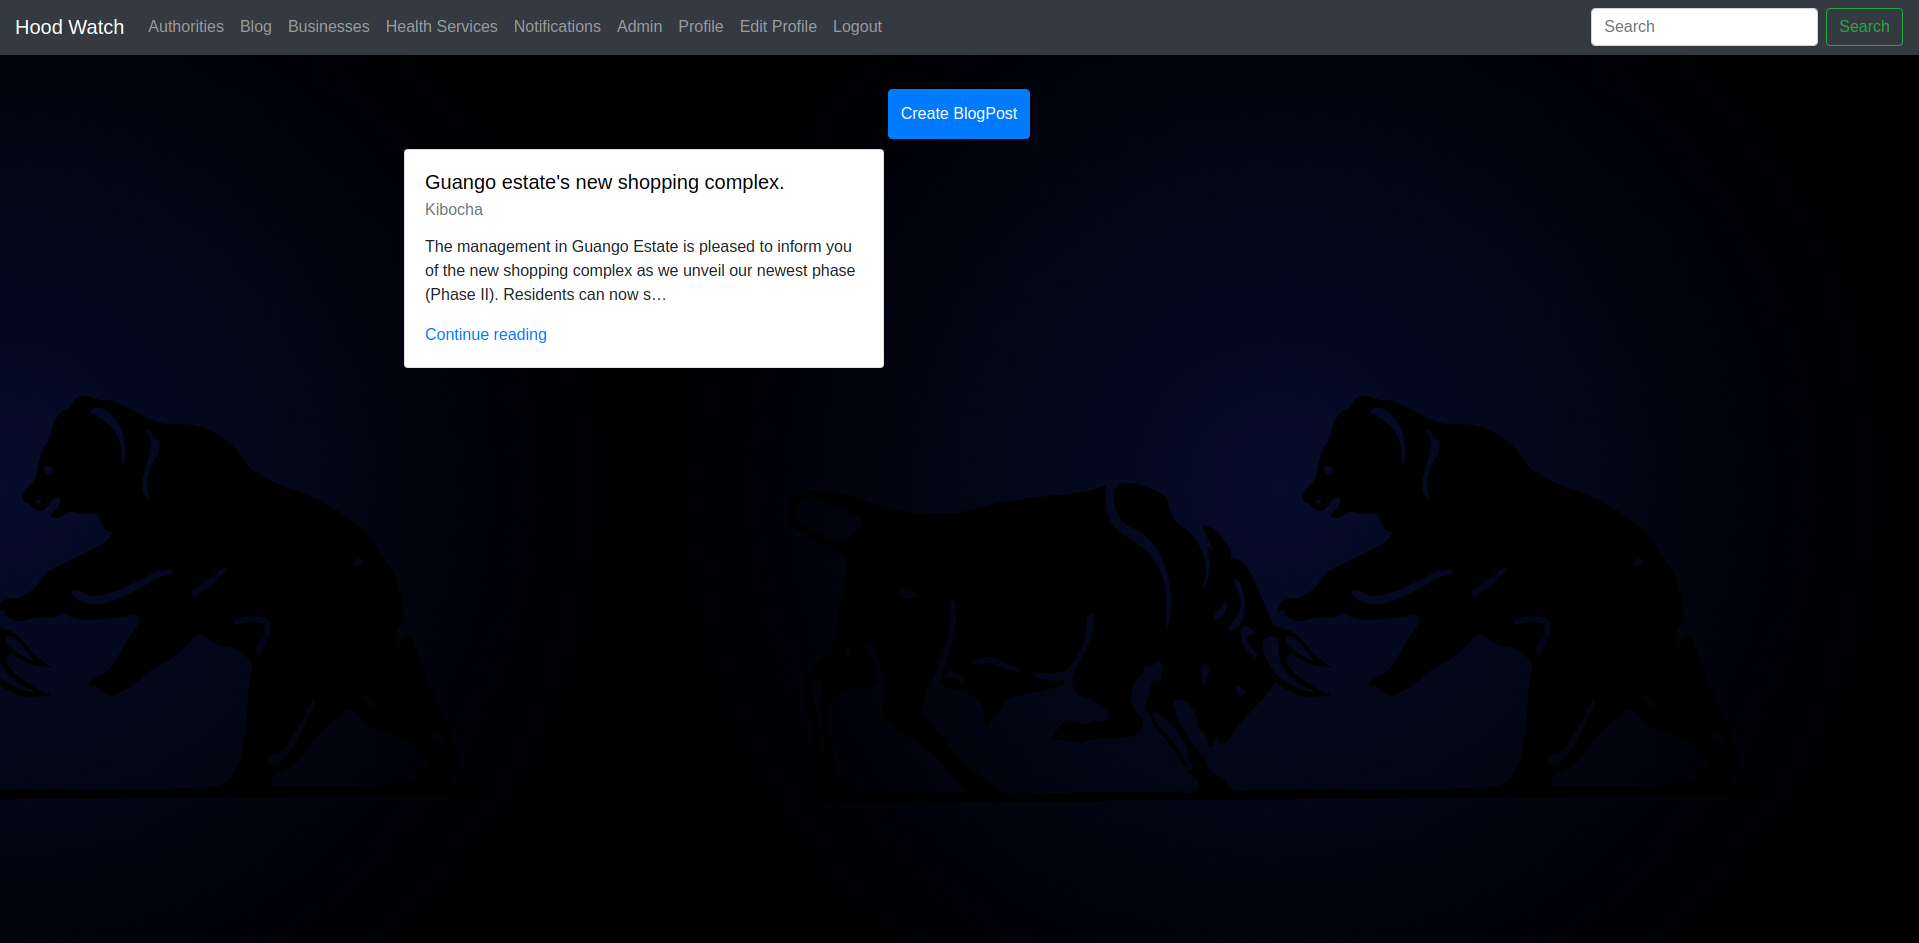 Hood Watch Authorities Blog Businesses Health Services Notifications Admin Profile Edit Profile Logout Search Search
Create BlogPost
Guango estate's new shopping complex.
Kibocha
The management in Guango Estate is pleased to inform you
of the new shopping complex as we unveil our newest phase
(Phase II). Residents can now s…
Continue reading